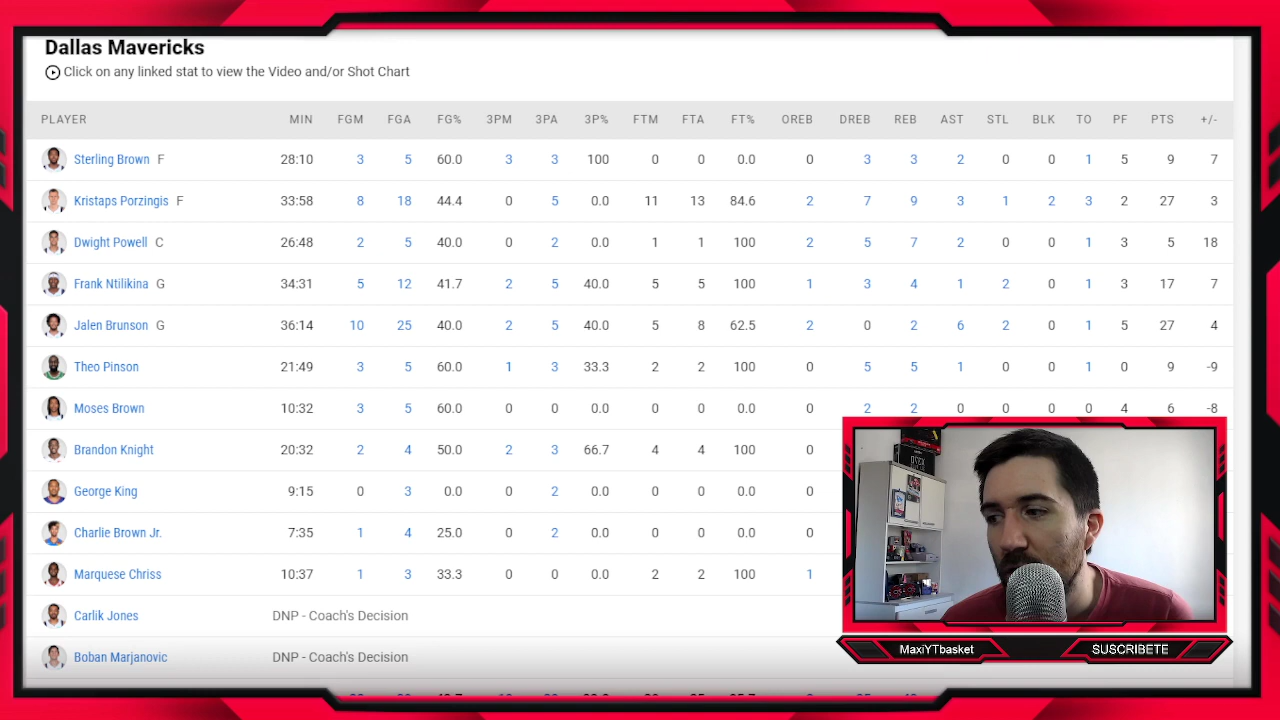 Dallas Mavericks
Click on any linked stat to view the Video and/or Shot Chart
PLAYER MIN FGM FGA FG% 3PM 3PA 3P% FTM FTA FT% OREB DREB REB AST STL BLK TO PF PTS +/-
Sterling Brown F 28:10 3 5 60.0 3 3 100 0 0 0.0 0 3 3 2 0 0 1 5 9 7
Kristaps Porzingis F 33:58 8 18 44.4 0 5 0.0 11 13 84.6 2 7 9 3 1 2 3 2 27 3
Dwight Powell C 26:48 2 5 40.0 0 2 0.0 1 1 100 2 5 7 2 0 0 1 3 5 18
Frank Ntilikina G 34:31 5 12 41.7 2 5 40.0 5 5 100 1 3 4 1 2 0 1 3 17 7
Jalen Brunson G 36:14 10 25 40.0 2 5 40.0 5 8 62.5 2 0 2 6 2 0 1 5 27 4
Theo Pinson 21:49 3 5 60.0 1 3 33.3 2 2 100 0 5 5 1 0 0 1 0 9 -9
Moses Brown 10:32 3 5 60.0 0 0 0.0 0 0 0.0 0 2 2 0 0 0 0 4 6 -8
Brandon Knight 20:32 2 4 50.0 2 3 66.7 4 4 100 0
George King 9:15 0 3 0.0 0 2 0.0 0 0 0.0 0
Charlie Brown Jr. 7:35 1 4 25.0 0 2 0.0 0 0 0.0 0
Marquese Chriss 10:37 1 3 33.3 0 0 0.0 2 2 100 1
Carlik Jones DNP - Coach's Decision
Boban Marjanovic DNP - Coach's Decision
MaxiYTbasket SUSCRIBETE